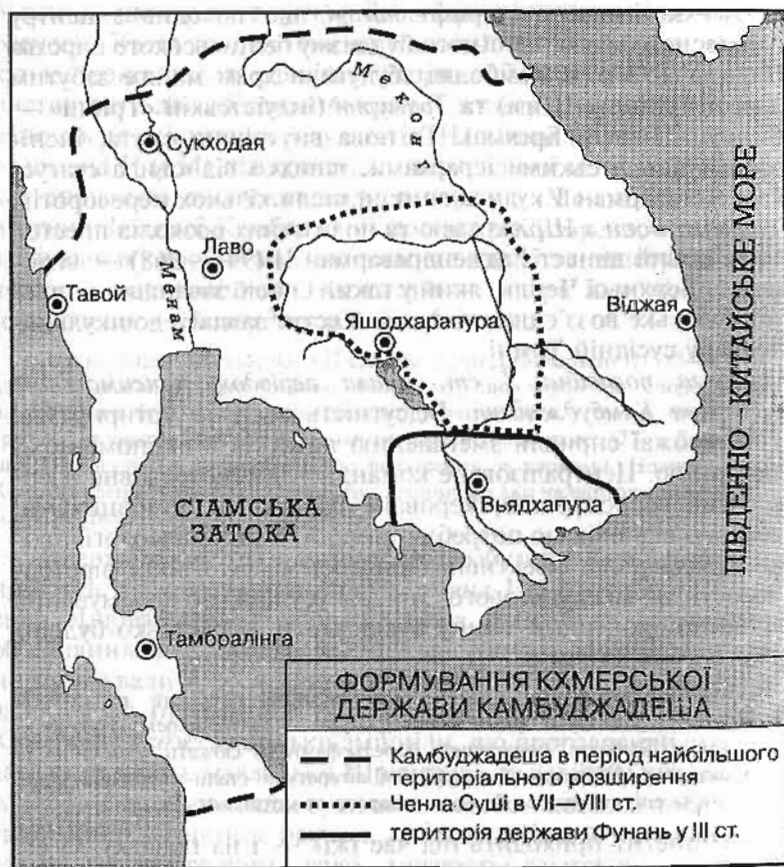 Меконг
Сукходая
Лаво
Менам
Тавой
Віджая
Яшодхарапура
ПІВДЕННО-КИТАЙСЬКЕ МОРЕ
Вьядхапура
СІАМСЬКА
ЗАТОКА
Тамбралінга
ФОРМУВАННЯ КХМЕРСЬКОЇ
ДЕРЖАВИ КАМБУДЖАДЕША
Камбуджадеша в період найбільшого
територіального розширення
Ченла Суші в VII—VIII ст.
територія держави Фунань у III ст.